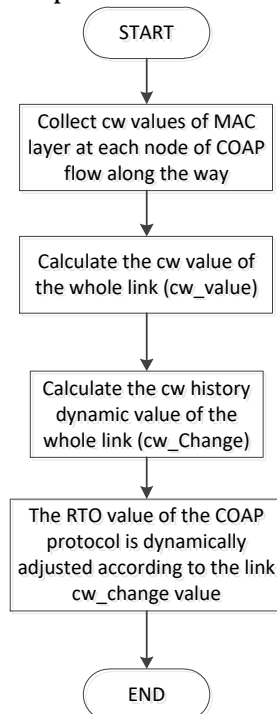 START
Collect cw values of MAC
layer at each node of COAP
flow along the way
Calculate the cw value of
the whole link (cw_value)
Calculate the cw history
dynamic value of the
whole link (cw_Change)
The RTO value of the COAP
protocol is dynamically
adjusted according to the link
cw_change value
END